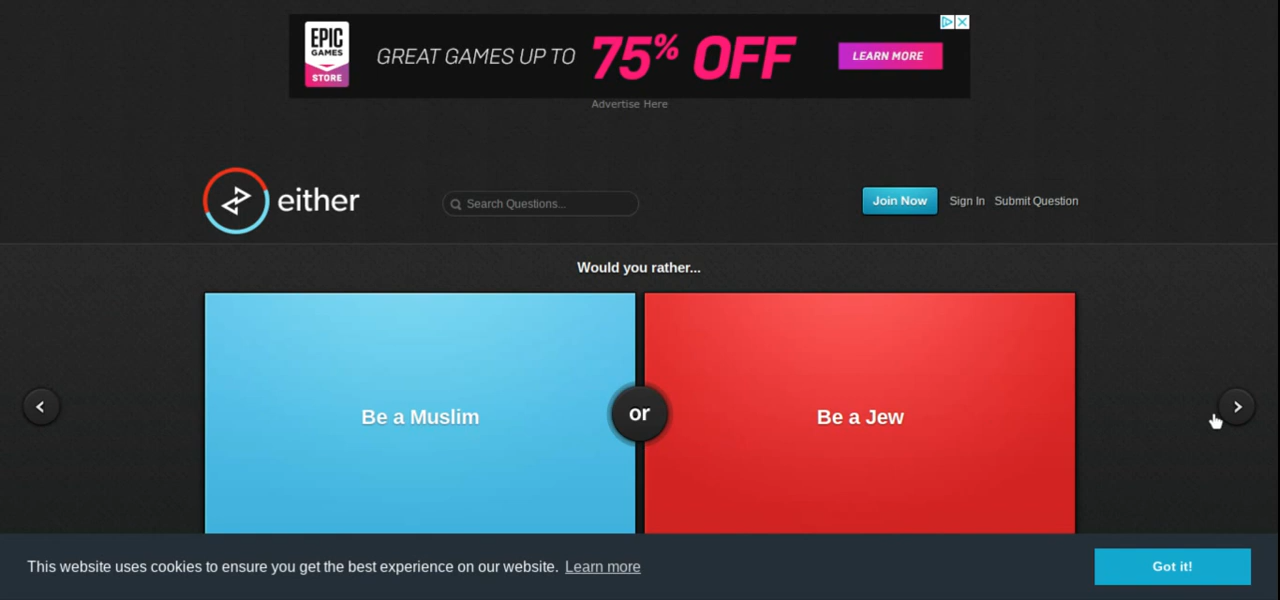 EPIC
GAMES
STORE
GREAT GAMES UP TO 75% OFF
LEARN MORE
Advertise Here
either
Search Questions...
Join Now
Sign In
Submit Question
Would you rather...
Be a Muslim
or
Be a Jew
This website uses cookies to ensure you get the best experience on our website. Learn more
Got it!